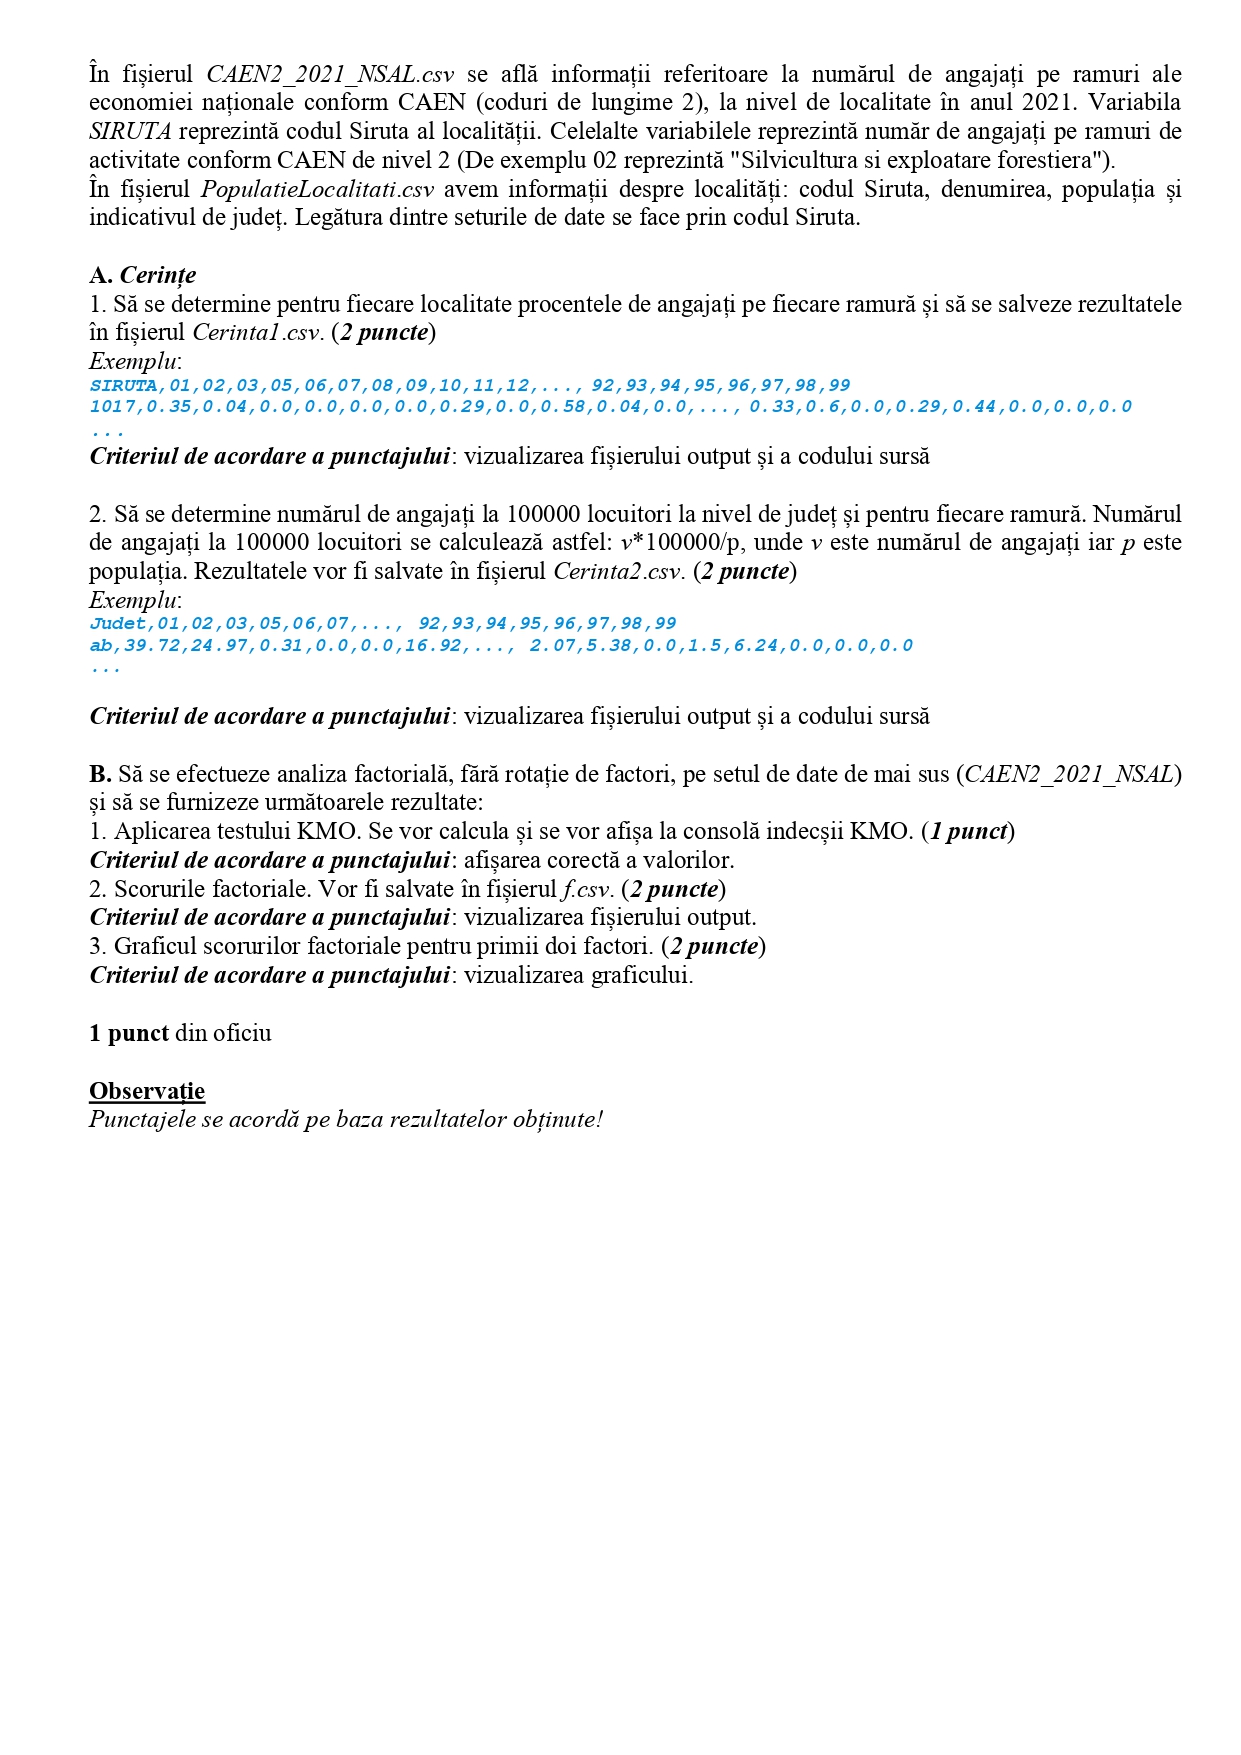 În fișierul CAEN2_2021_NSAL.csv se află informații referitoare la numărul de angajați pe ramuri ale
economiei naționale conform CAEN (coduri de lungime 2), la nivel de localitate în anul 2021. Variabila
SIRUTA reprezintă codul Siruta al localității. Celelalte variabilele reprezintă număr de angajați pe ramuri de
activitate conform CAEN de nivel 2 (De exemplu 02 reprezintă "Silvicultura si exploatare forestiera").
În fișierul PopulatieLocalitati.csv avem informații despre localități: codul Siruta, denumirea, populația și
indicativul de județ. Legătura dintre seturile de date se face prin codul Siruta.
A. Cerințe
1. Să se determine pentru fiecare localitate procentele de angajați pe fiecare ramură și să se salveze rezultatele
în fișierul Cerinta1.csv. (2 puncte)
Exemplu:
SIRUTA,01,02,03,05,06,07,08,09,10,11,12,..., 92,93,94,95,96,97,98,99
1017,0.35,0.04,0.0,0.0,0.0,0.0,0.29,0.0,0.58,0.04,0.0,..., 0.33,0.6,0.0,0.29,0.44,0.0,0.0,0.0
...
Criteriul de acordare a punctajului: vizualizarea fișierului output și a codului sursă
2. Să se determine numărul de angajați la 100000 locuitori la nivel de județ și pentru fiecare ramură. Numărul
de angajați la 100000 locuitori se calculează astfel: v*100000/p, unde v este numărul de angajați iar p este
populația. Rezultatele vor fi salvate în fișierul Cerinta2.csv. (2 puncte)
Exemplu:
Judet,01,02,03,05,06,07,..., 92,93,94,95,96,97,98,99
ab,39.72,24.97,0.31,0.0,0.0,16.92,..., 2.07,5.38,0.0,1.5,6.24,0.0,0.0,0.0
...
Criteriul de acordare a punctajului: vizualizarea fișierului output și a codului sursă
B. Să se efectueze analiza factorială, fără rotație de factori, pe setul de date de mai sus (CAEN2_2021_NSAL)
și să se furnizeze următoarele rezultate:
1. Aplicarea testului KMO. Se vor calcula și se vor afișa la consolă indecșii KMO. (1 punct)
Criteriul de acordare a punctajului: afișarea corectă a valorilor.
2. Scorurile factoriale. Vor fi salvate în fișierul f.csv. (2 puncte)
Criteriul de acordare a punctajului: vizualizarea fișierului output.
3. Graficul scorurilor factoriale pentru primii doi factori. (2 puncte)
Criteriul de acordare a punctajului: vizualizarea graficului.
1 punct din oficiu
Observație
Punctajele se acordă pe baza rezultatelor obținute!